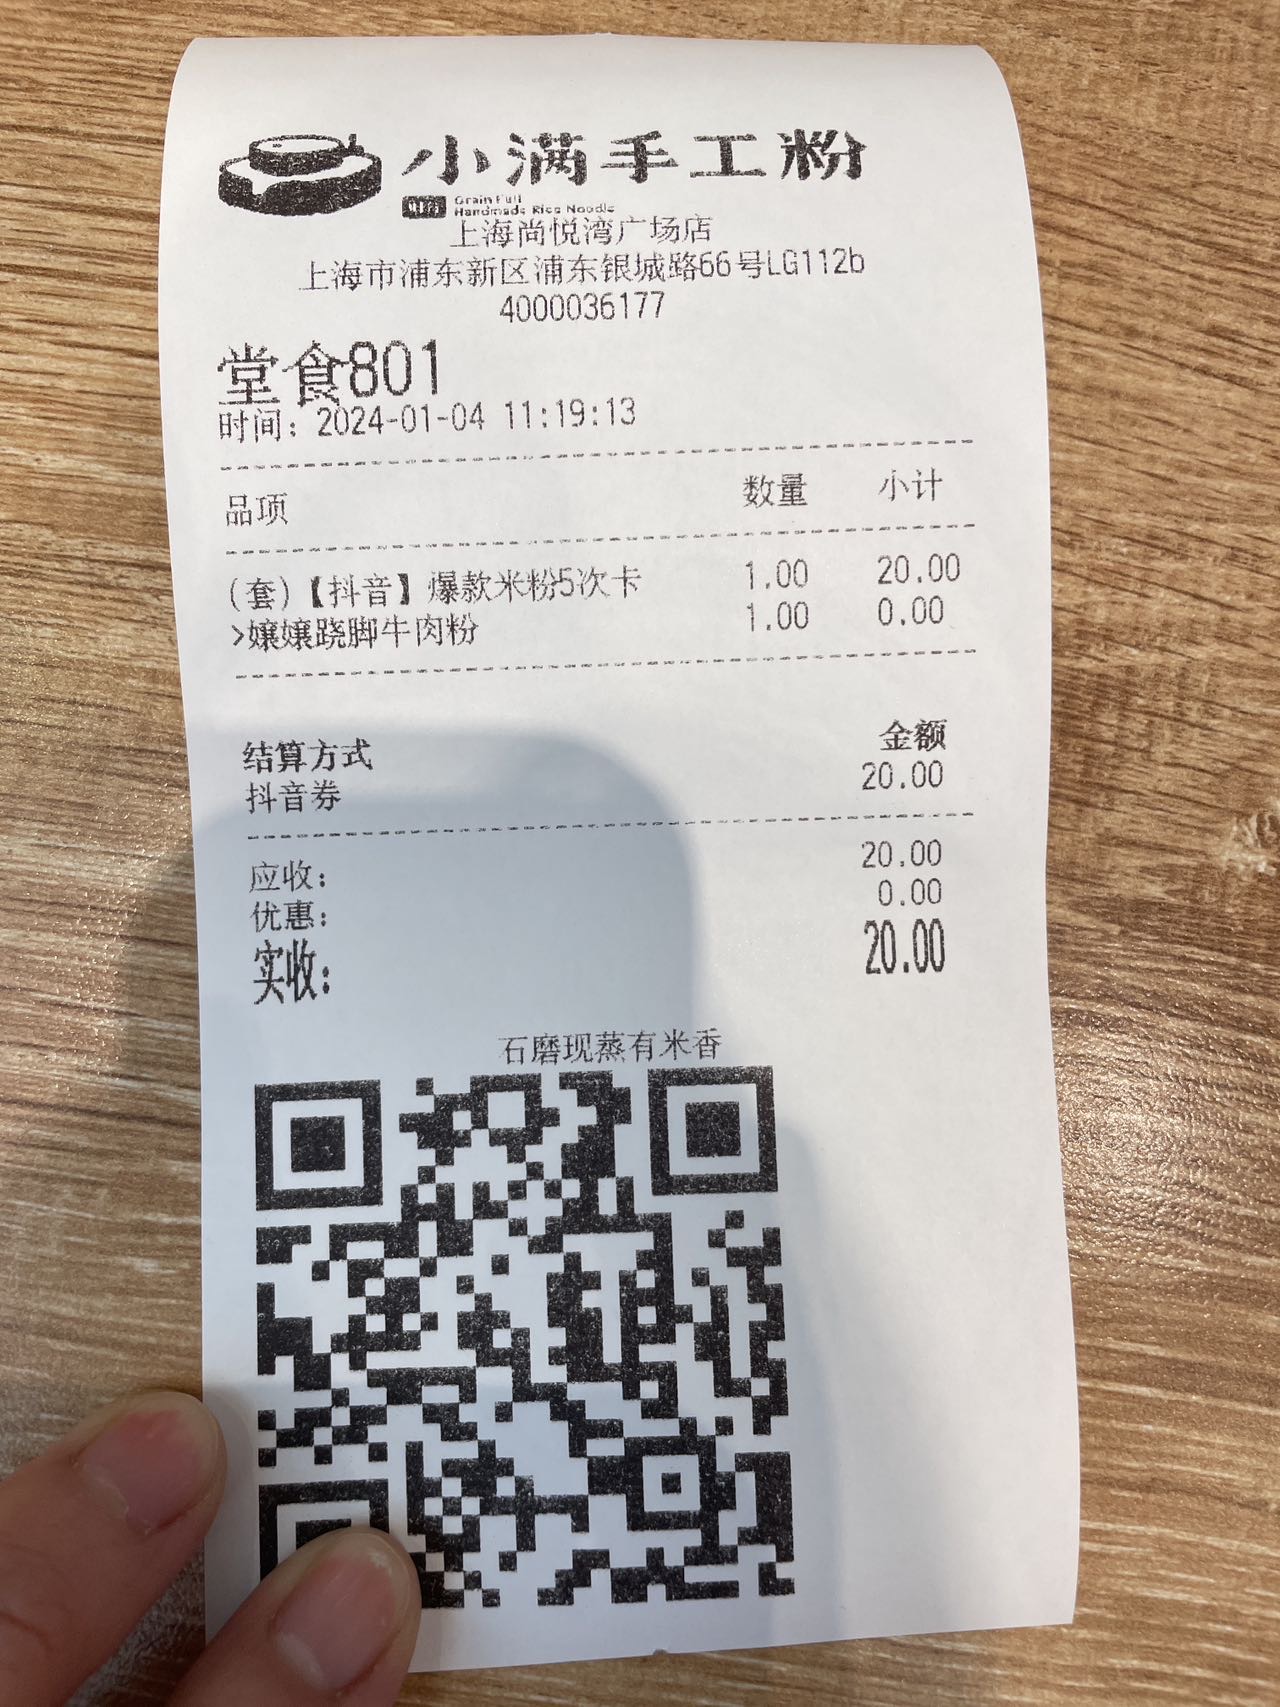 小满手工粉
Grain Full
Handmade Rice Noodle
上海尚悦湾广场店
上海市浦东新区浦东银城路66号LG112b
4000036177
堂食801
时间：2024-01-04 11:19:13
品项 数量 小计
(套)【抖音】爆款米粉5次卡 1.00 20.00
>嬢嬢跷脚牛肉粉 1.00 0.00
结算方式 金额
抖音券 20.00
应收： 20.00
优惠： 0.00
实收： 20.00
石磨现蒸有米香